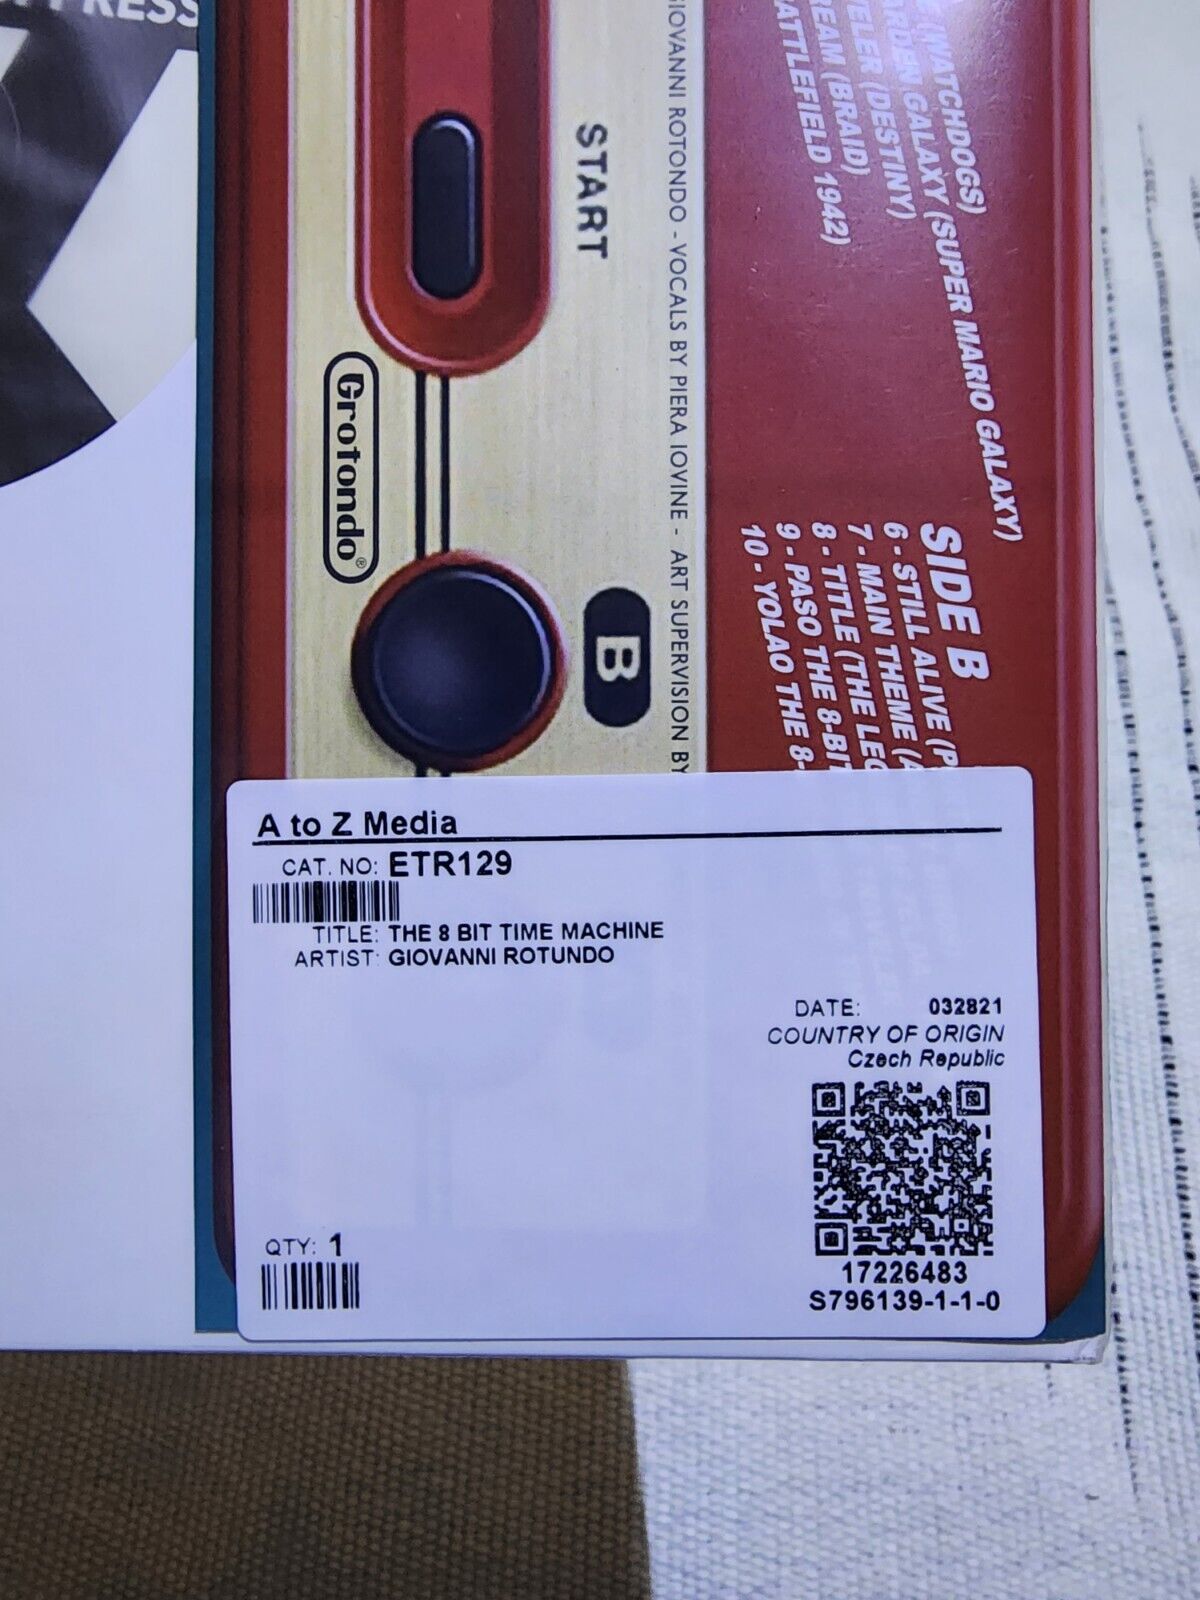 PRESS
START
GIOVANNI ROTONDO - VOCALS BY PIERA IOVINE - ART SUPERVISION BY
(WATCHDOGS)
GARDEN GALAXY (SUPER MARIO GALAXY)
(DESTINY)
(BRAID)
BATTLEFIELD 1942)
SIDE B
6 - STILL ALIVE (P
7 - MAIN THEME (A
8 - TITLE (THE LEG
9 - PASO THE 8-BIT
10 - YOLAO THE 8-
Grotondo®
B
A to Z Media
CAT. NO: ETR129
TITLE: THE 8 BIT TIME MACHINE
ARTIST: GIOVANNI ROTUNDO
DATE: 032821
COUNTRY OF ORIGIN
Czech Republic
QTY: 1
17226483
S796139-1-1-0